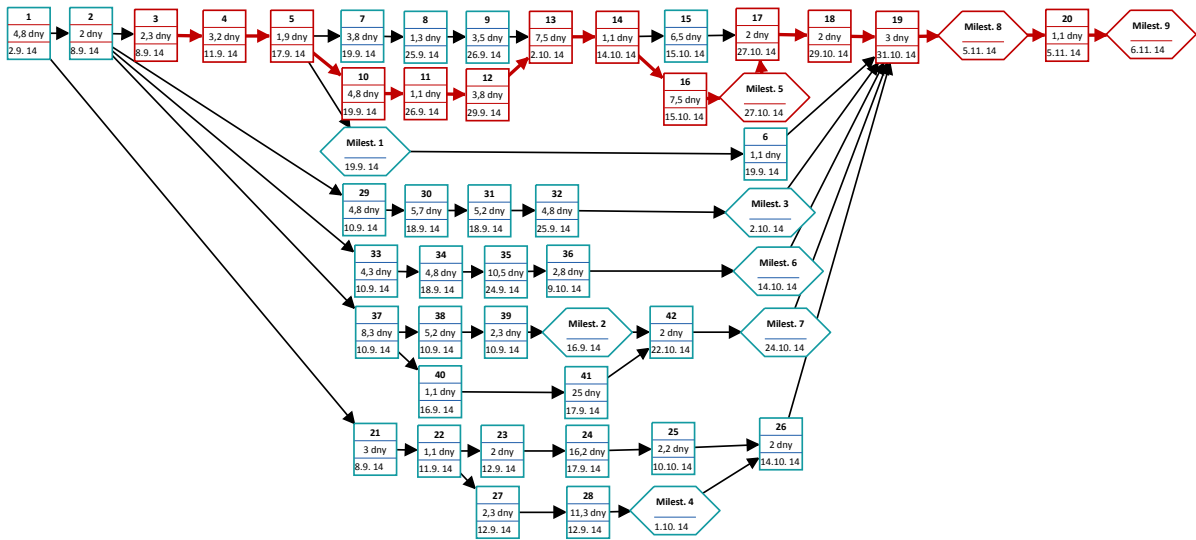 1
4,8 dny
2.9. 14
2
2 dny
8.9. 14
3
2,3 dny
8.9. 14
4
3,2 dny
11.9. 14
5
1,9 dny
17.9. 14
7
3,8 dny
19.9. 14
8
1,3 dny
25.9. 14
9
3,5 dny
26.9. 14
13
7,5 dny
2.10. 14
14
1,1 dny
14.10. 14
15
6,5 dny
15.10. 14
17
2 dny
27.10. 14
18
2 dny
29.10. 14
19
3 dny
31.10. 14
Milest. 8
5.11. 14
20
1,1 dny
5.11. 14
Milest. 9
6.11. 14
10
4,8 dny
19.9. 14
11
1,1 dny
26.9. 14
12
3,8 dny
29.9. 14
16
7,5 dny
15.10. 14
Milest. 5
27.10. 14
Milest. 1
19.9. 14
6
1,1 dny
19.9. 14
29
4,8 dny
10.9. 14
30
5,7 dny
18.9. 14
31
5,2 dny
18.9. 14
32
4,8 dny
25.9. 14
Milest. 3
2.10. 14
33
4,3 dny
10.9. 14
34
4,8 dny
18.9. 14
35
10,5 dny
24.9. 14
36
2,8 dny
9.10. 14
Milest. 6
14.10. 14
37
8,3 dny
10.9. 14
38
5,2 dny
10.9. 14
39
2,3 dny
10.9. 14
Milest. 2
16.9. 14
42
2 dny
22.10. 14
Milest. 7
24.10. 14
40
1,1 dny
16.9. 14
41
25 dny
17.9. 14
21
3 dny
8.9. 14
22
1,1 dny
11.9. 14
23
2 dny
12.9. 14
24
16,2 dny
17.9. 14
25
2,2 dny
10.10. 14
26
2 dny
14.10. 14
27
2,3 dny
12.9. 14
28
11,3 dny
12.9. 14
Milest. 4
1.10. 14